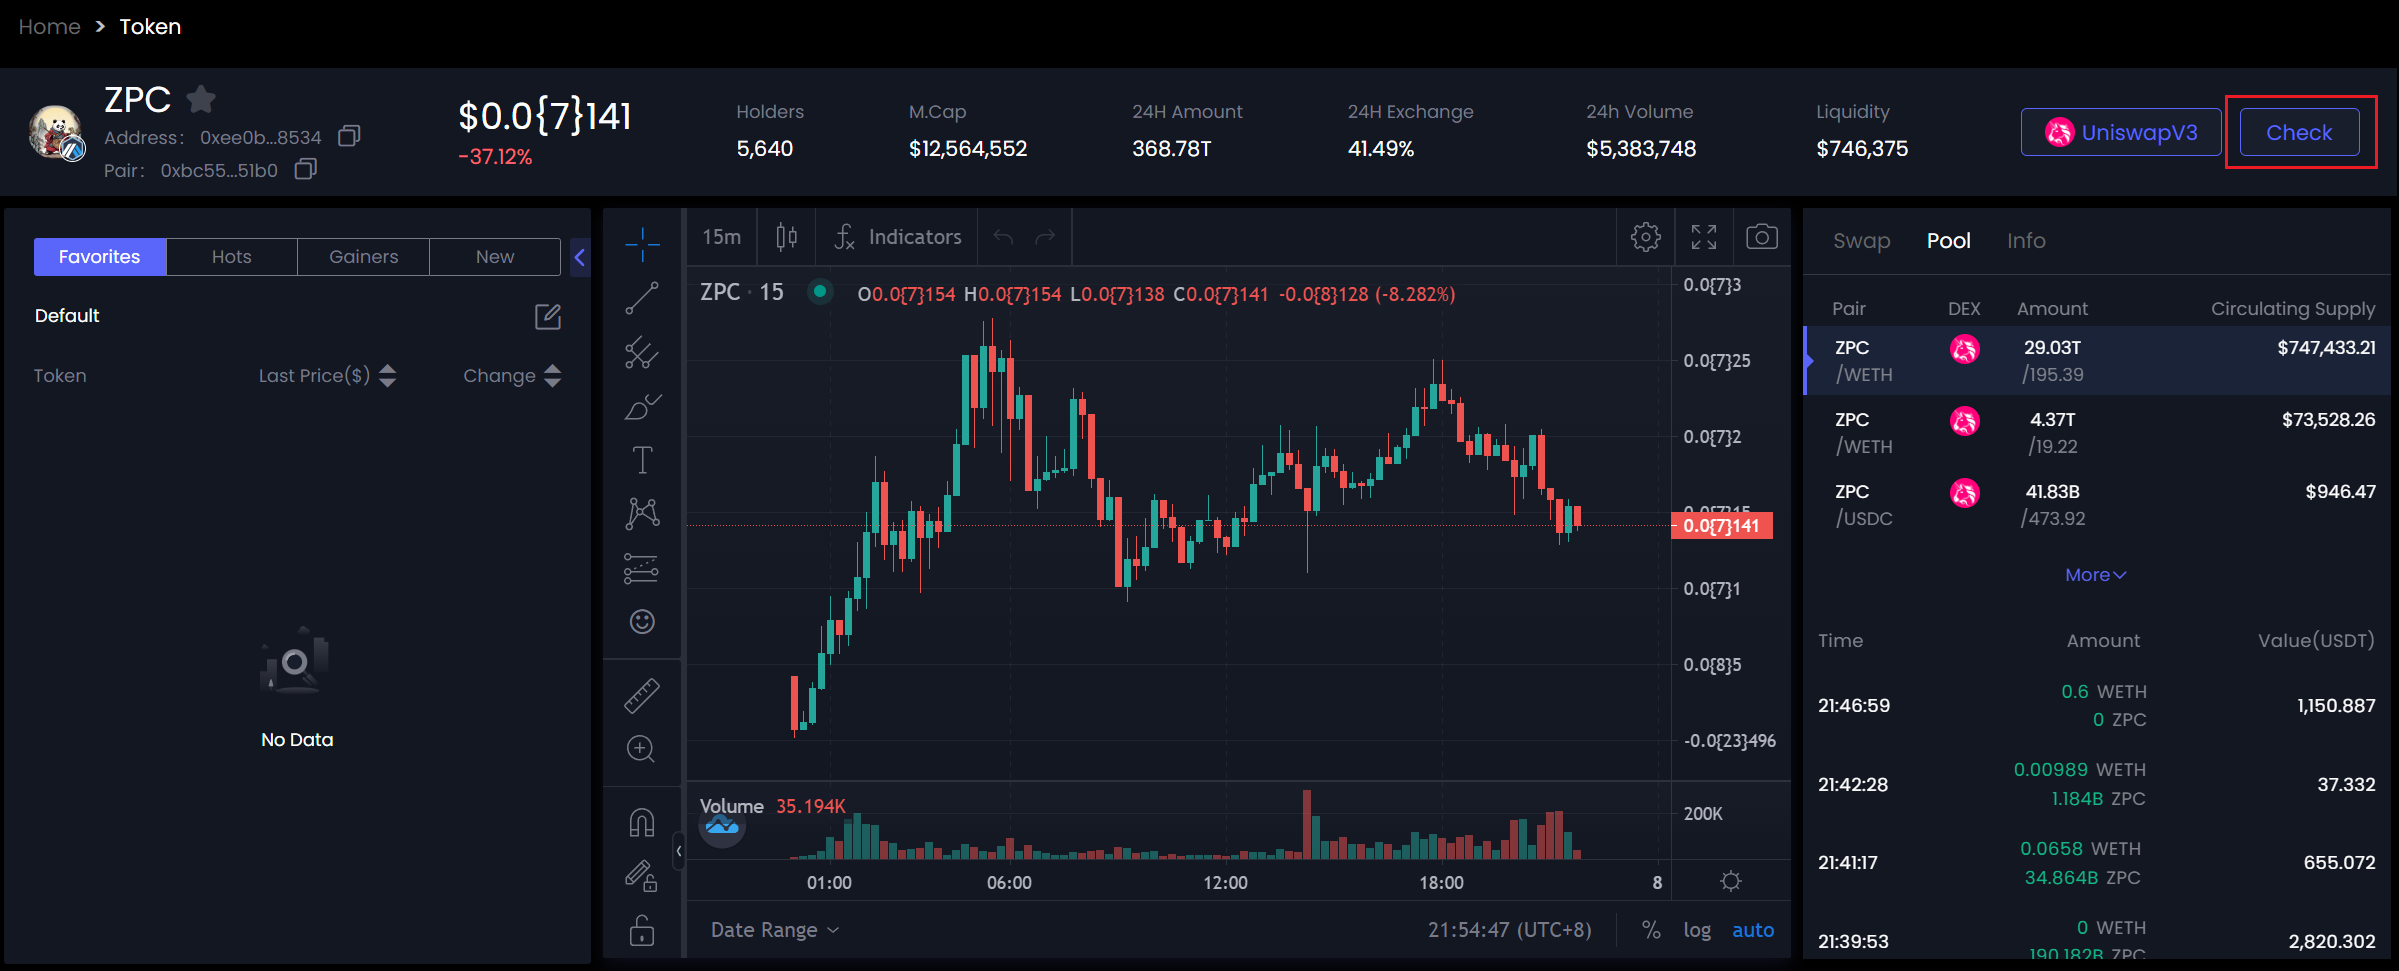 Home > Token
ZPC
Address: 0xee0b...8534
Pair: 0xbc55...51b0
$0.0{7}141
-37.12%
Holders
5,640
M.Cap
$12,564,552
24H Amount
368.78T
24H Exchange
41.49%
24h Volume
$5,383,748
Liquidity
$746,375
UniswapV3
Check
Favorites Hots Gainers New
Default
Token Last Price($) Change
No Data
15m Indicators
ZPC · 15 O0.0{7}154 H0.0{7}154 L0.0{7}138 C0.0{7}141 -0.0{8}128 (-8.282%)
0.0{7}3
0.0{7}25
0.0{7}2
0.0{7}15
0.0{7}141
0.0{7}1
0.0{8}5
-0.0{23}496
Volume 35.194K
200K
01:00 06:00 12:00 18:00 8
Date Range 21:54:47 (UTC+8) % log auto
Swap Pool Info
Pair DEX Amount Circulating Supply
ZPC 29.03T $747,433.21
/WETH /195.39
ZPC 4.37T $73,528.26
/WETH /19.22
ZPC 41.83B $946.47
/USDC /473.92
More
Time Amount Value(USDT)
0.6 WETH
21:46:59 1,150.887
0 ZPC
0.00989 WETH
21:42:28 37.332
1.184B ZPC
0.0658 WETH
21:41:17 655.072
34.864B ZPC
0 WETH
21:39:53 2,820.302
190.182B ZPC